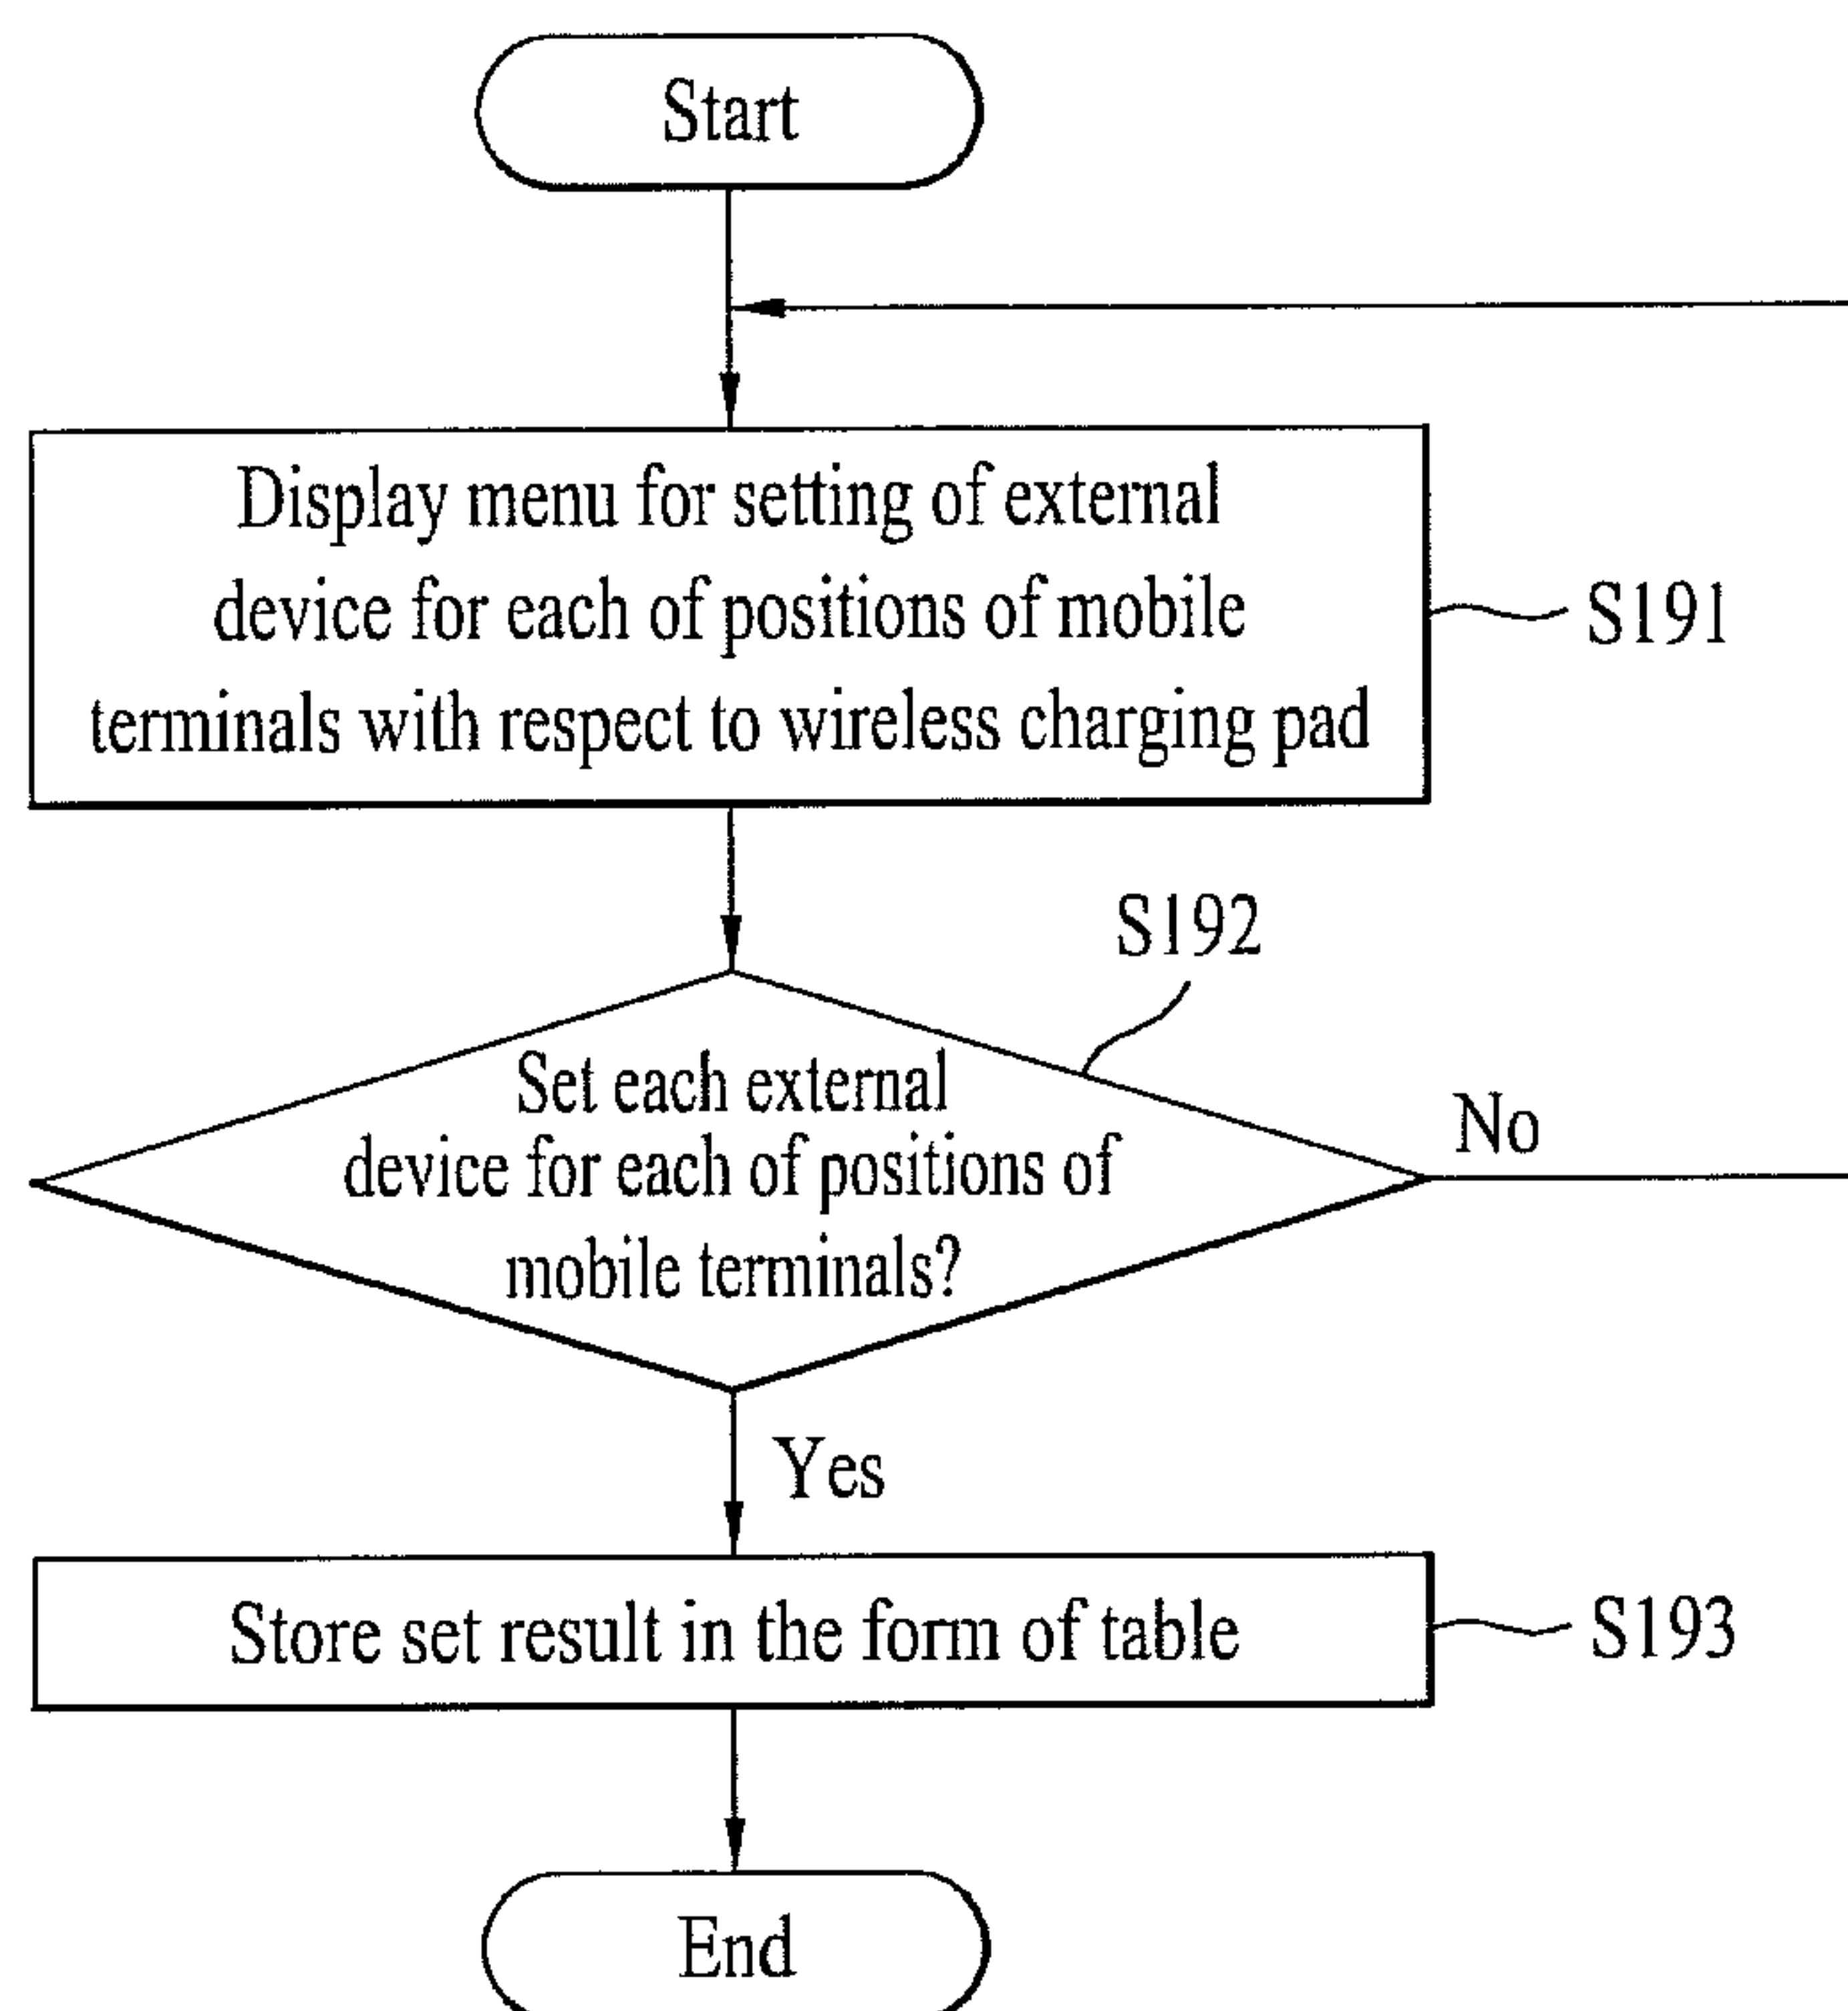 Start
Display menu for setting of external
device for each of positions of mobile
terminals with respect to wireless charging pad
S191
S192
Set each external
device for each of positions of
mobile terminals?
No
Yes
Store set result in the form of table
S193
End